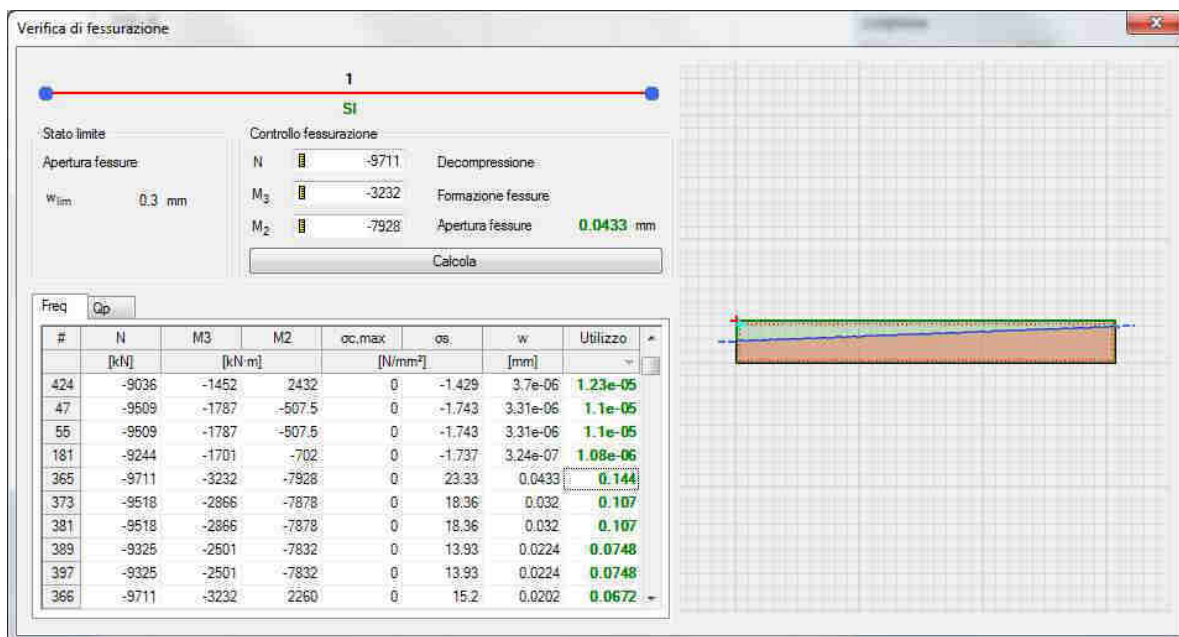 Verifica di fessurazione
1
SI
Stato limite
Apertura fessure
wlim 0.3 mm
Controllo fessurazione
N -9711 Decompressione
M3 -3232 Formazione fessure
M2 -7928 Apertura fessure 0.0433 mm
Calcola
Freq Qp
# N M3 M2 σc,max σs w Utilizzo
[kN] [kN·m] [N/mm²] [mm]
424 -9036 -1452 2432 0 -1.429 3.7e-06 1.23e-05
47 -9509 -1787 -507.5 0 -1.743 3.31e-06 1.1e-05
55 -9509 -1787 -507.5 0 -1.743 3.31e-06 1.1e-05
181 -9244 -1701 -702 0 -1.737 3.24e-07 1.08e-06
365 -9711 -3232 -7928 0 23.33 0.0433 0.144
373 -9518 -2866 -7878 0 18.36 0.032 0.107
381 -9518 -2866 -7878 0 18.36 0.032 0.107
389 -9325 -2501 -7832 0 13.93 0.0224 0.0748
397 -9325 -2501 -7832 0 13.93 0.0224 0.0748
366 -9711 -3232 2260 0 15.2 0.0202 0.0672